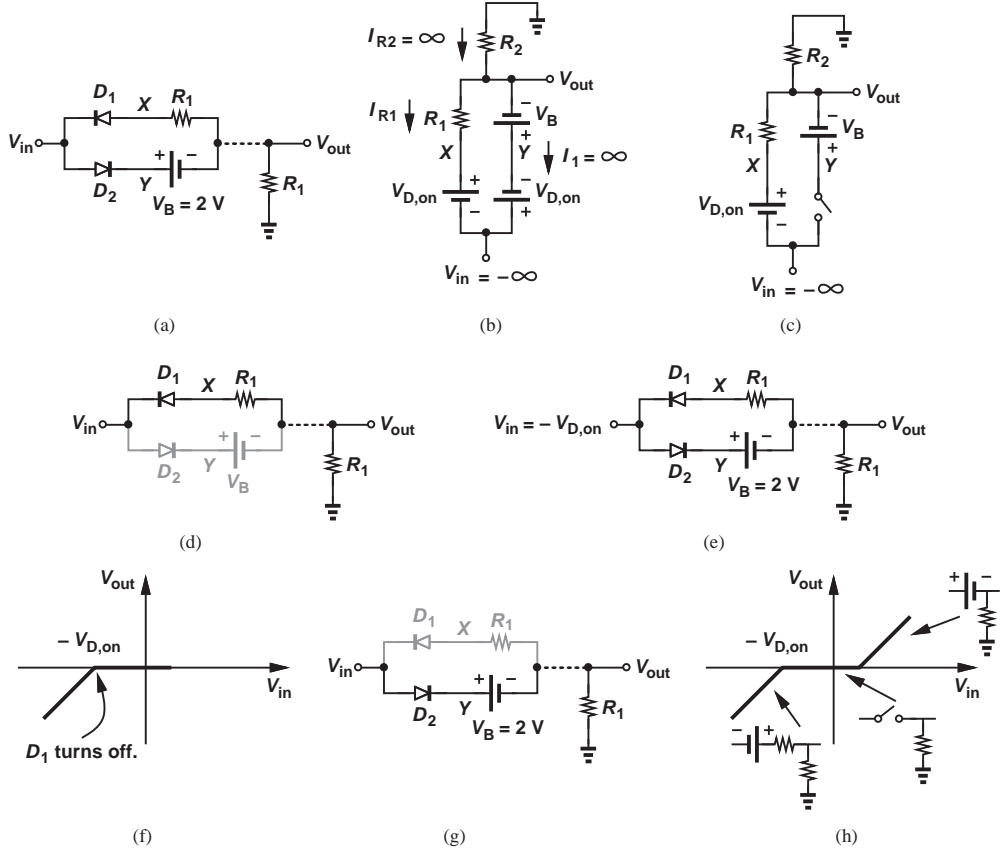 D1
X
R1
Vin
Vout
+ −
D2
Y
VB = 2 V
R1
(a)
IR2 = ∞
R2
Vout
IR1
R1
−
VB
+
X
Y
I1 = ∞
+
−
VD,on
VD,on
−
+
Vin = − ∞
(b)
R2
Vout
R1
−
VB
+
X
Y
VD,on
+
−
Vin = − ∞
(c)
D1
X
R1
Vin
Vout
+ −
D2
Y
VB
R1
(d)
D1
X
R1
Vin = − VD,on
Vout
+ −
D2
Y
VB = 2 V
R1
(e)
Vout
− VD,on
Vin
D1 turns off.
(f)
D1
X
R1
Vin
Vout
+ −
D2
Y
VB = 2 V
R1
(g)
Vout
+ −
− VD,on
Vin
− +
(h)